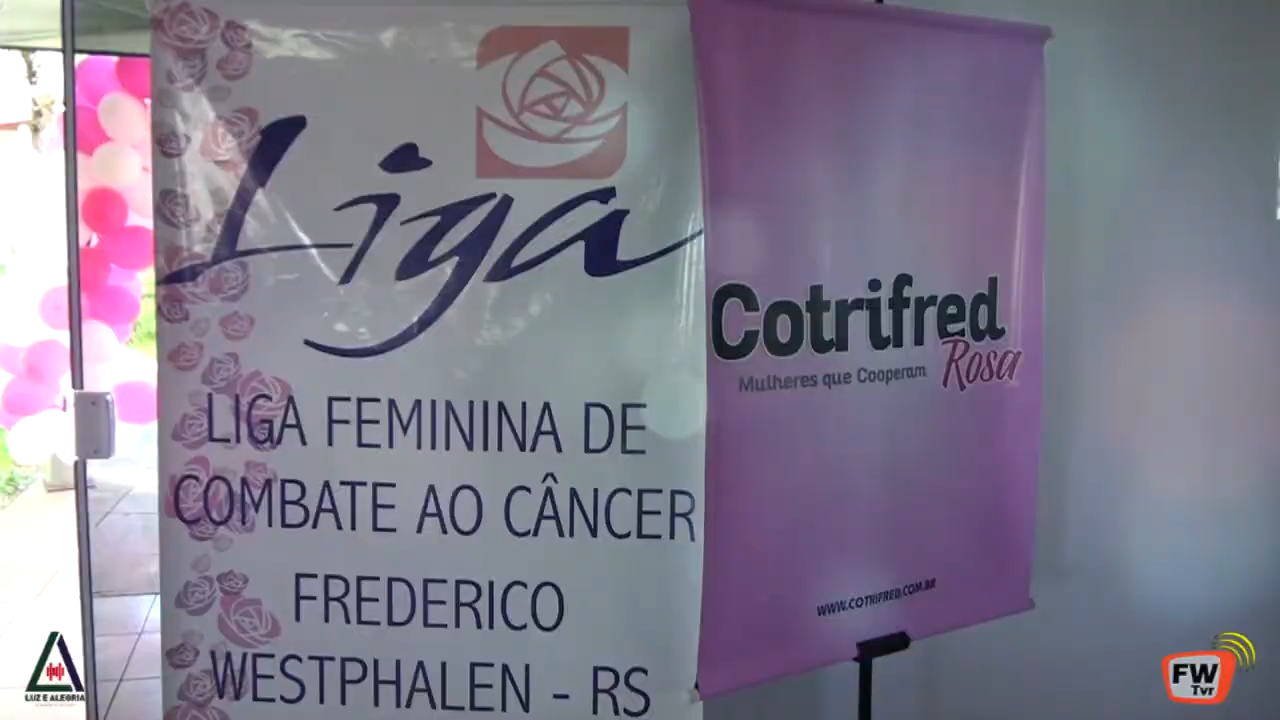 Liga
LIGA FEMININA DE
COMBATE AO CÂNCER
FREDERICO
WESTPHALEN - RS
Cotrifred
Rosa
Mulheres que Cooperam
WWW.COTRIFRED.COM.BR
LUZ E ALEGRIA
FW
Tvr